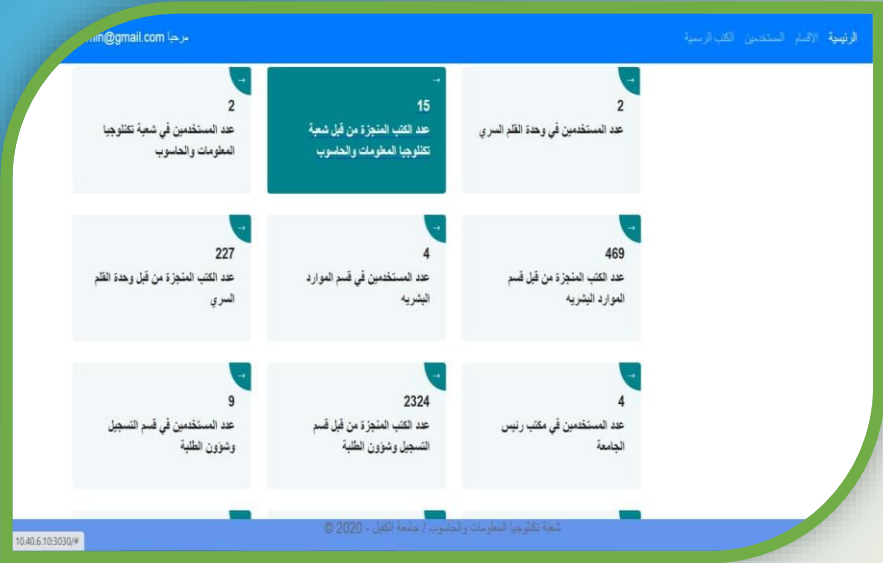 الرئيسية الاقسام المستخدمين الكتب الرسمية
مرحبا min@gmail.com
→
2
عدد المستخدمين في وحدة القلم السري
→
15
عدد الكتب المنجزة من قبل شعبة
تكنلوجيا المعلومات والحاسوب
→
2
عدد المستخدمين في شعبة تكنلوجيا
المعلومات والحاسوب
→
469
عدد الكتب المنجزة من قبل قسم
الموارد البشريه
→
4
عدد المستخدمين في قسم الموارد
البشريه
→
227
عدد الكتب المنجزة من قبل وحدة القلم
السري
→
4
عدد المستخدمين في مكتب رئيس
الجامعة
→
2324
عدد الكتب المنجزة من قبل قسم
التسجيل وشؤون الطلبة
→
9
عدد المستخدمين في قسم التسجيل
وشؤون الطلبة
شعبة تكنلوجيا المعلومات والحاسوب / جامعة الكفيل - 2020 ©
10.40.6.10:3030/#